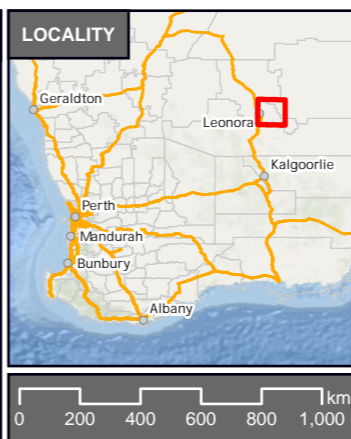 LOCALITY
Geraldton
Leonora
Kalgoorlie
Perth
Mandurah
Bunbury
Albany
km
0 200 400 600 800 1,000